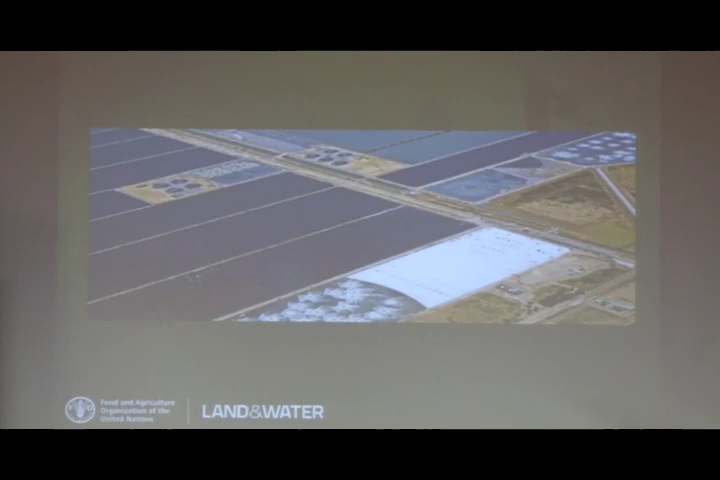 Food and Agriculture
Organization of the
United Nations
LAND&WATER